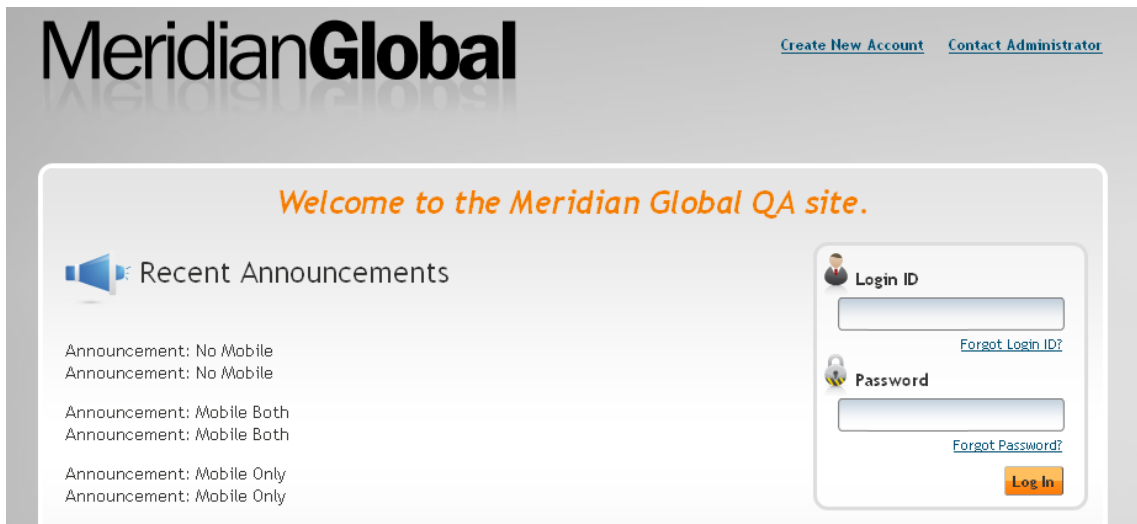 MeridianGlobal
Create New Account Contact Administrator
Welcome to the Meridian Global QA site.
Recent Announcements
Announcement: No Mobile
Announcement: No Mobile
Announcement: Mobile Both
Announcement: Mobile Both
Announcement: Mobile Only
Announcement: Mobile Only
Login ID
Forgot Login ID?
Password
Forgot Password?
Log In